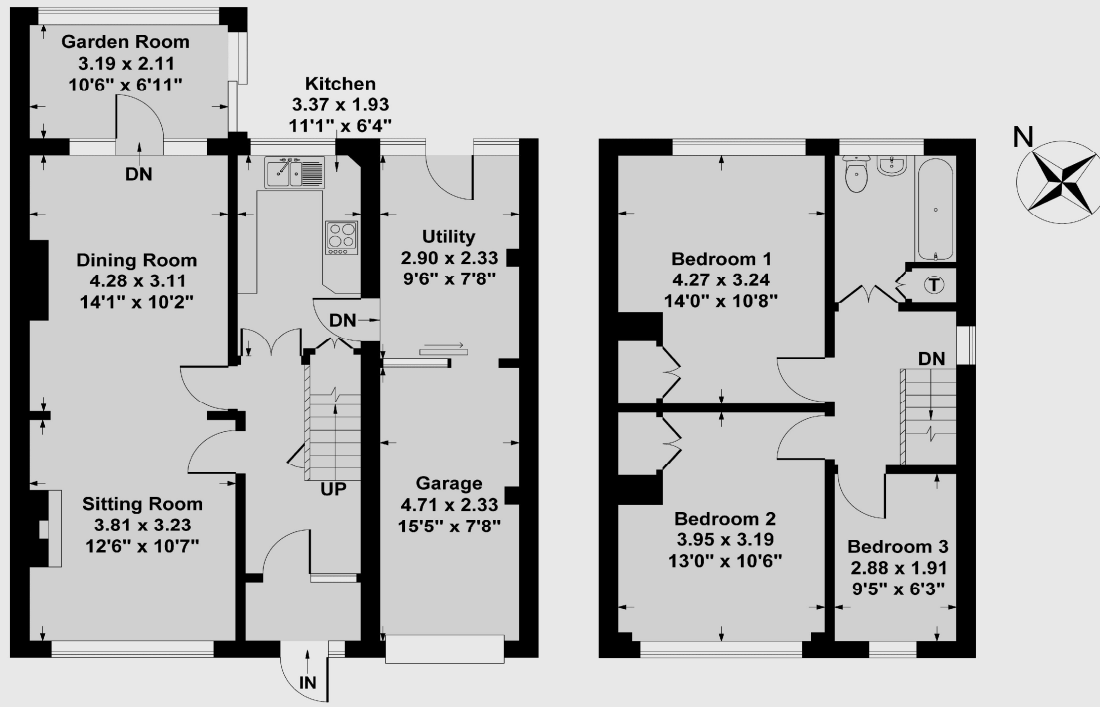 Garden Room
3.19 x 2.11
10'6" x 6'11"
Kitchen
3.37 x 1.93
11'1" x 6'4"
DN
Dining Room
4.28 x 3.11
14'1" x 10'2"
Utility
2.90 x 2.33
9'6" x 7'8"
DN
Sitting Room
3.81 x 3.23
12'6" x 10'7"
UP
Garage
4.71 x 2.33
15'5" x 7'8"
IN
Bedroom 1
4.27 x 3.24
14'0" x 10'8"
T
DN
Bedroom 2
3.95 x 3.19
13'0" x 10'6"
Bedroom 3
2.88 x 1.91
9'5" x 6'3"
N